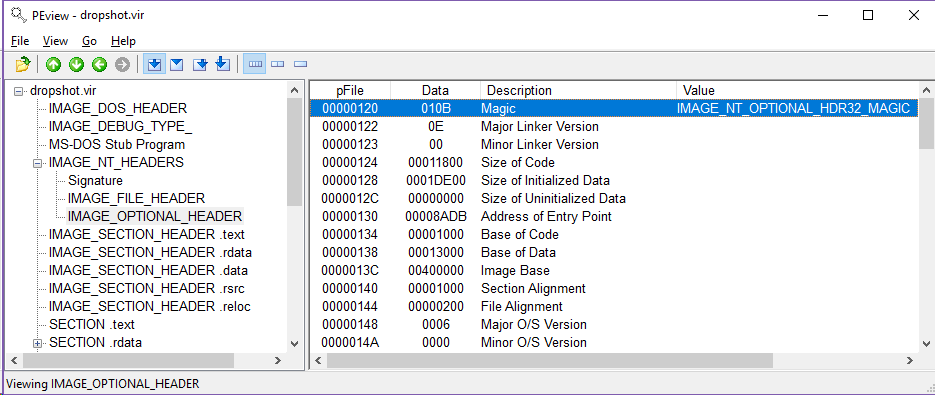 PEview - dropshot.vir
File View Go Help
dropshot.vir
IMAGE_DOS_HEADER
IMAGE_DEBUG_TYPE_
MS-DOS Stub Program
IMAGE_NT_HEADERS
Signature
IMAGE_FILE_HEADER
IMAGE_OPTIONAL_HEADER
IMAGE_SECTION_HEADER .text
IMAGE_SECTION_HEADER .rdata
IMAGE_SECTION_HEADER .data
IMAGE_SECTION_HEADER .rsrc
IMAGE_SECTION_HEADER .reloc
SECTION .text
SECTION .rdata
pFile Data Description Value
00000120 010B Magic IMAGE_NT_OPTIONAL_HDR32_MAGIC
00000122 0E Major Linker Version
00000123 00 Minor Linker Version
00000124 00011800 Size of Code
00000128 0001DE00 Size of Initialized Data
0000012C 00000000 Size of Uninitialized Data
00000130 00008ADB Address of Entry Point
00000134 00001000 Base of Code
00000138 00013000 Base of Data
0000013C 00400000 Image Base
00000140 00001000 Section Alignment
00000144 00000200 File Alignment
00000148 0006 Major O/S Version
0000014A 0000 Minor O/S Version
Viewing IMAGE_OPTIONAL_HEADER